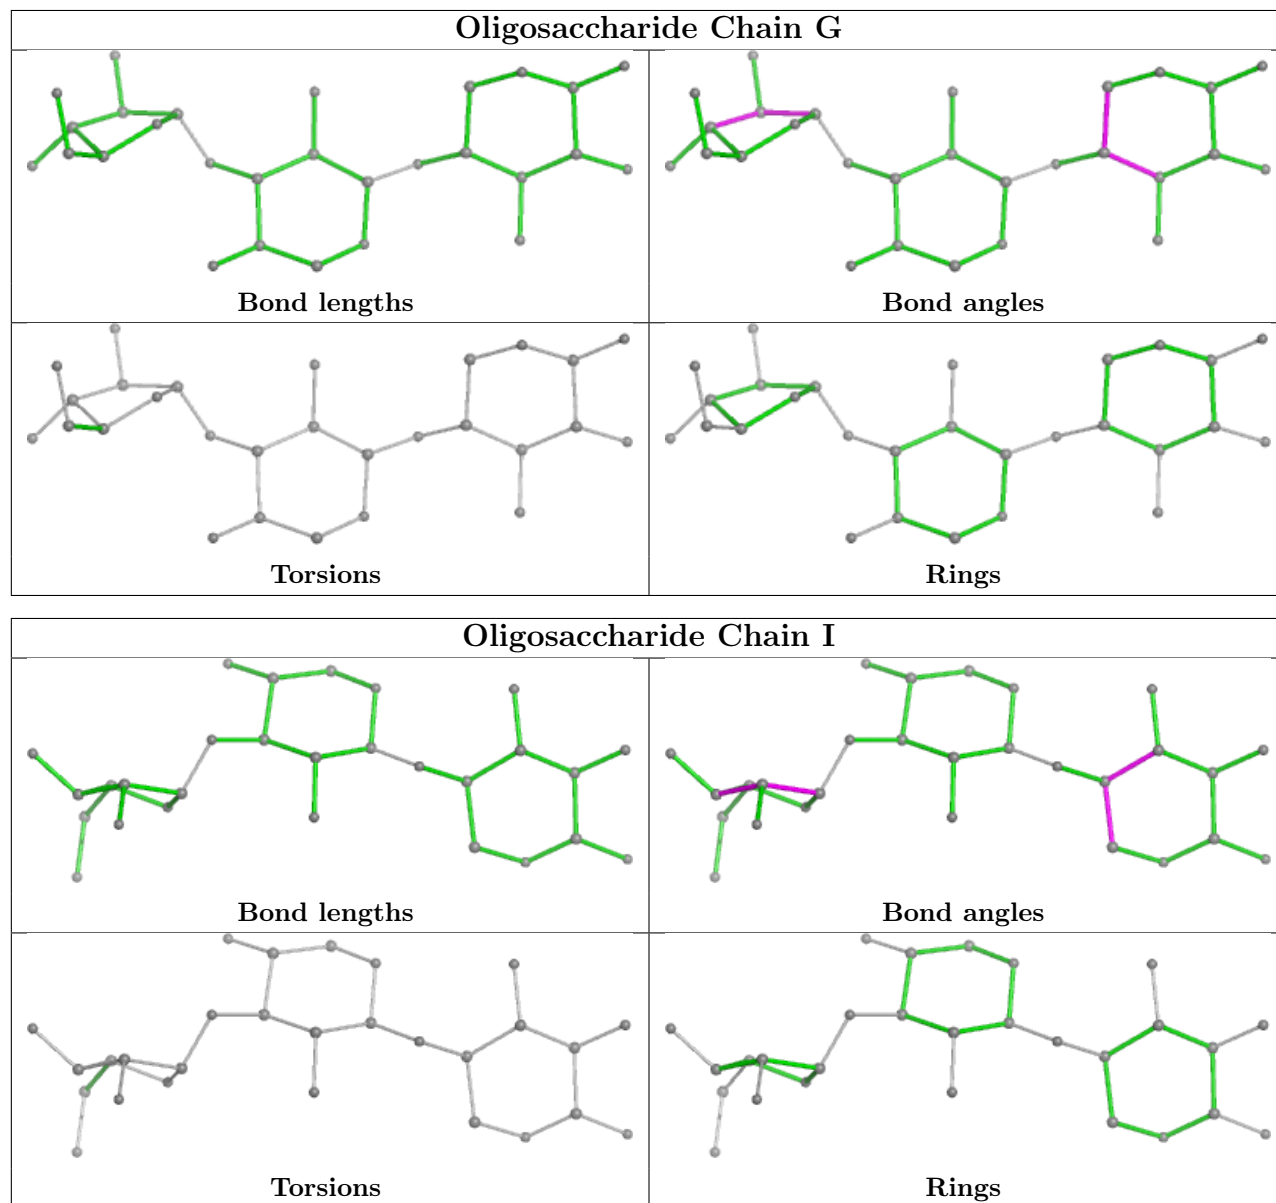 Oligosaccharide Chain G
Bond lengths
Bond angles
Torsions
Rings
Oligosaccharide Chain I
Bond lengths
Bond angles
Torsions
Rings